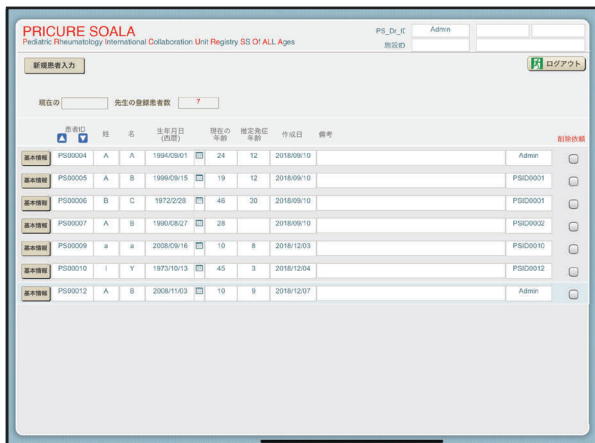 PRICURE SOALA
Pediatric Rheumatology International Collaboration Unit Registry SS Of ALL Ages
PS_Dr_IC Admin
施設ID
新規患者入力
ログアウト
現在の 先生の登録患者数 7
患者ID 姓 名 生年月日(西暦) 現在の年齢 推定発症年齢 作成日 備考 削除依頼
基本情報 PS00004 A A 1994/09/01 24 12 2018/09/10 Admin
基本情報 PS00005 A B 1999/09/15 19 12 2018/09/10 PSID0001
基本情報 PS00006 B C 1972/2/28 46 30 2018/09/10 PSID0001
基本情報 PS00007 A B 1990/08/27 28 2018/09/10 PSID0002
基本情報 PS00009 a a 2008/09/16 10 8 2018/12/03 PSID0010
基本情報 PS00010 I Y 1973/10/13 45 3 2018/12/04 PSID0012
基本情報 PS00012 A B 2008/11/03 10 9 2018/12/07 Admin